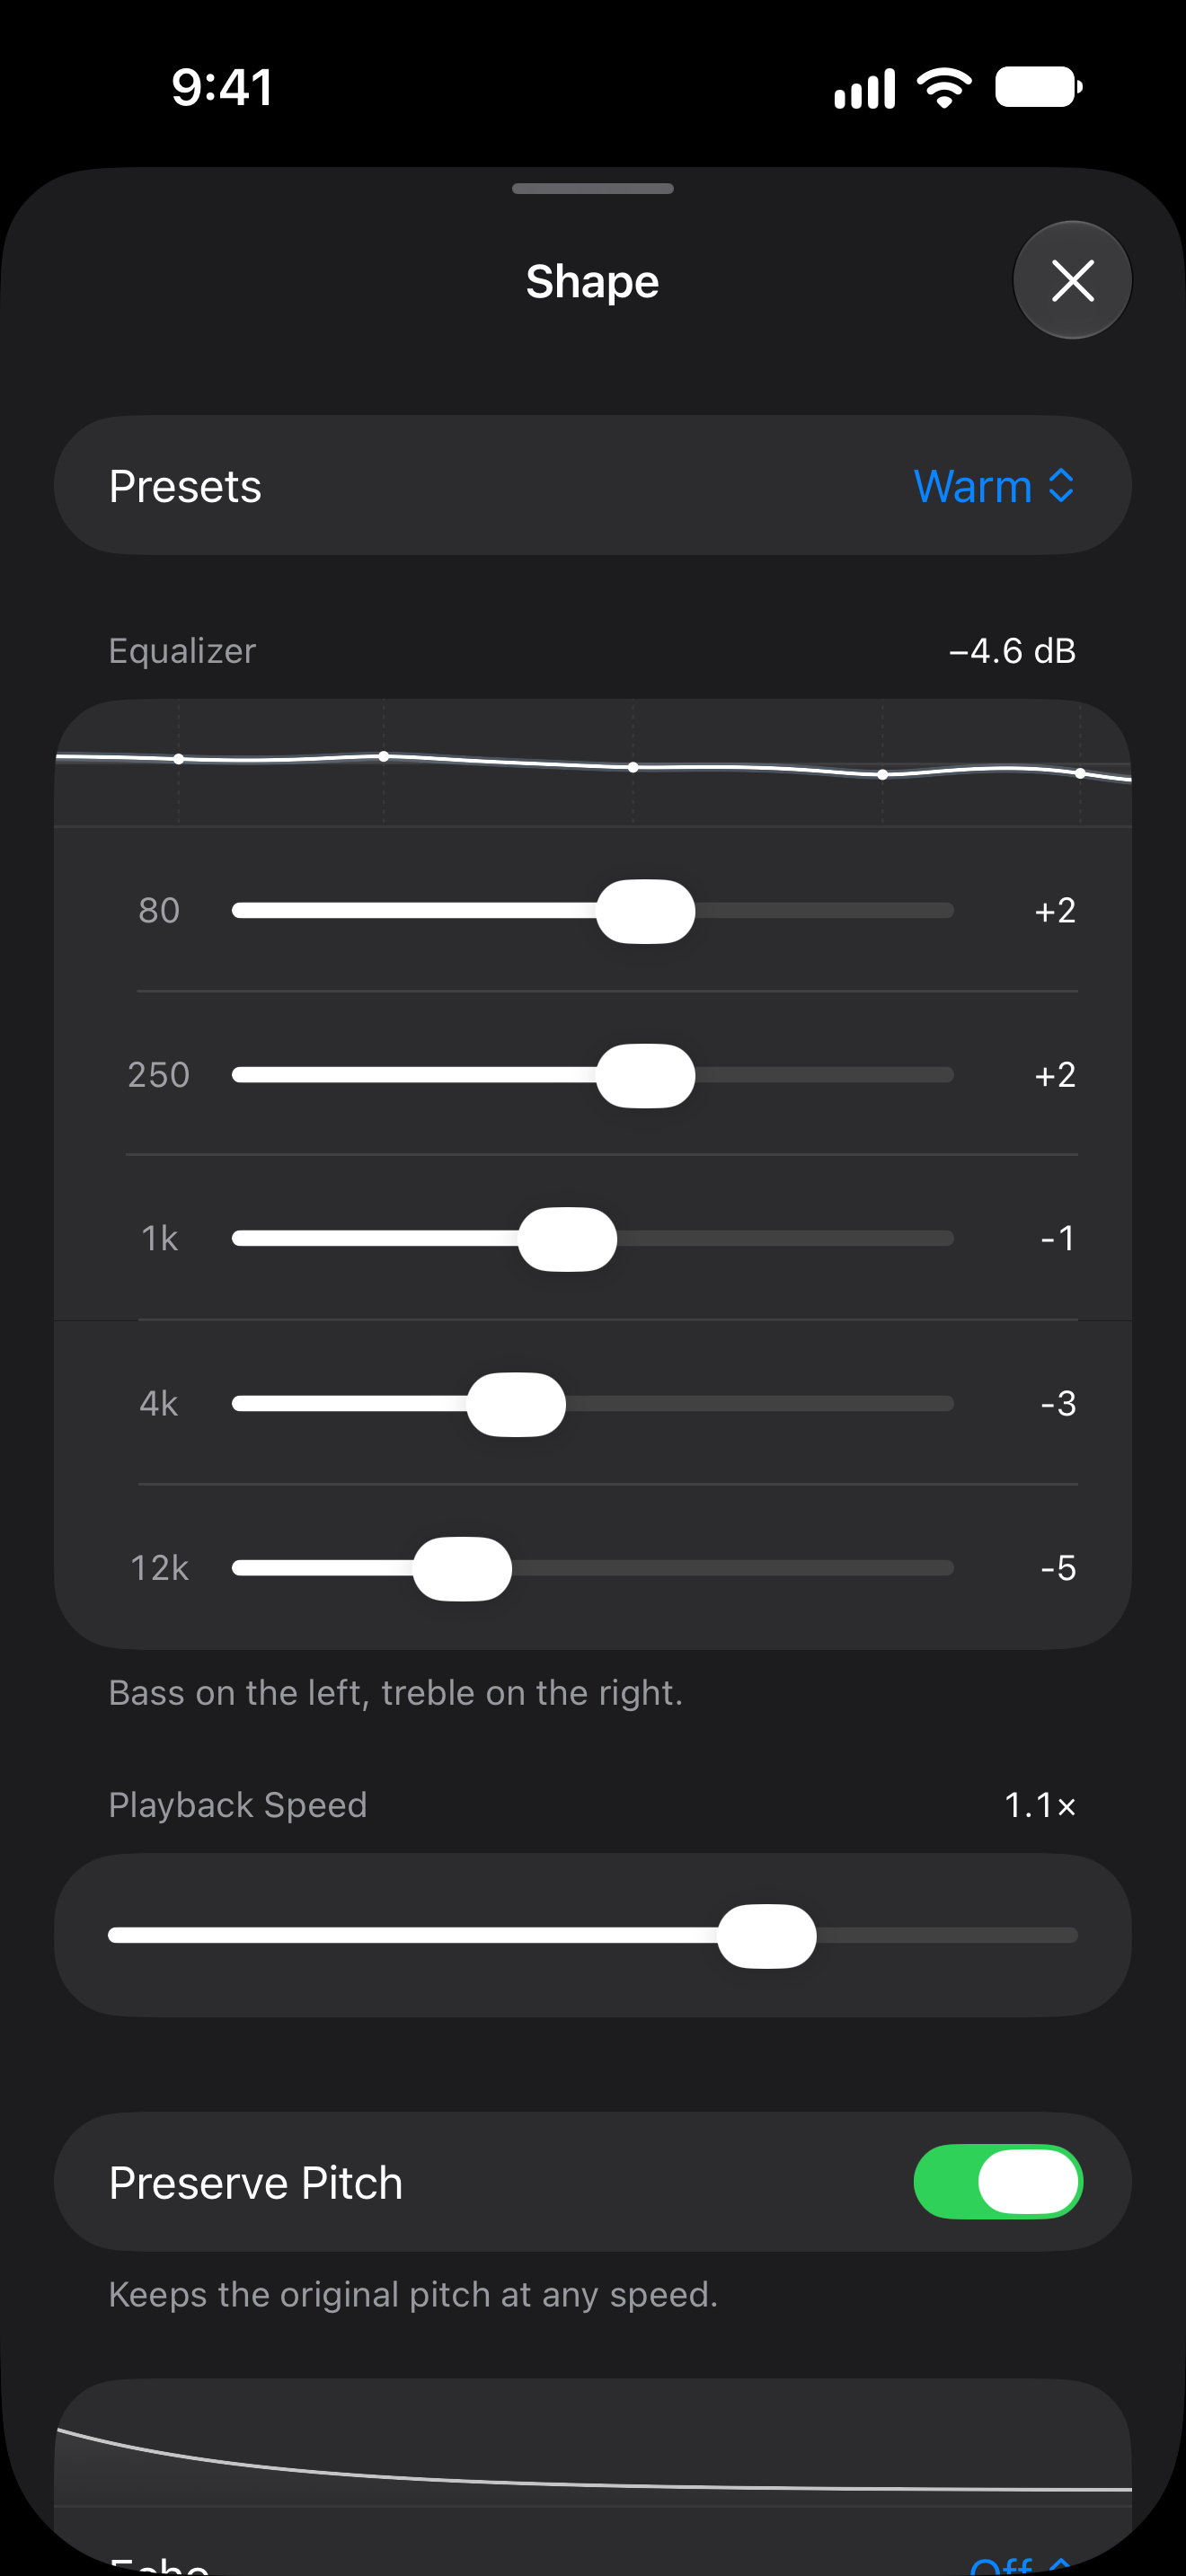 9:41
Shape
Presets Warm
Equalizer –4.6 dB
80 +2
250 +2
1k -1
4k -3
12k -5
Bass on the left, treble on the right.
Playback Speed 1.1×
Preserve Pitch
Keeps the original pitch at any speed.
Echo Off